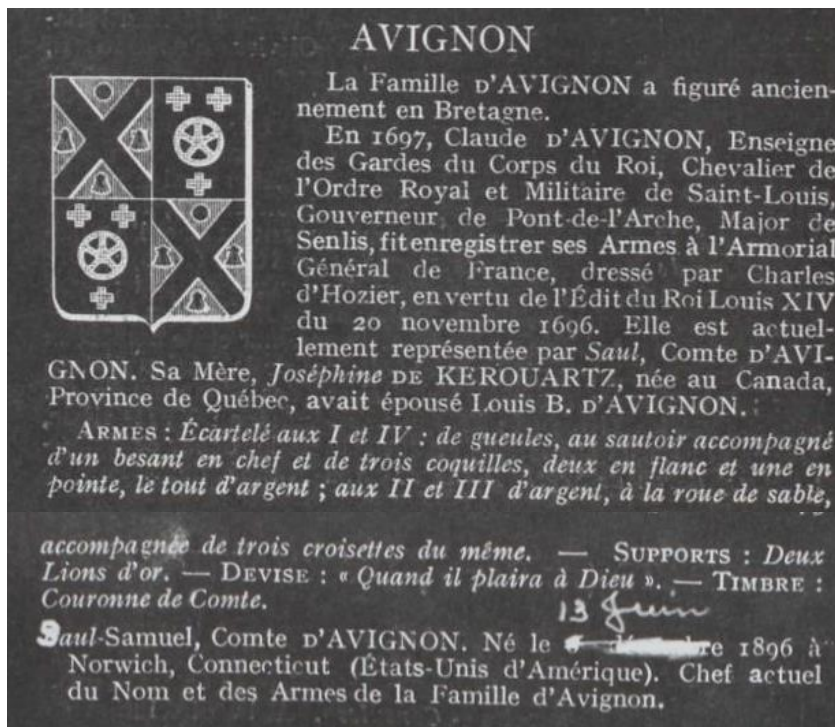 AVIGNON
La Famille D'AVIGNON a figuré ancien-
nement en Bretagne.
En 1697, Claude D'AVIGNON, Enseigne
des Gardes du Corps du Roi, Chevalier de
l'Ordre Royal et Militaire de Saint-Louis,
Gouverneur de Pont-de-l'Arche, Major de
Senlis, fit enregistrer ses Armes à l'Armorial
Général de France, dressé par Charles
d'Hozier, en vertu de l'Édit du Roi Louis XIV
du 20 novembre 1696. Elle est actuel-
lement représentée par Saul, Comte D'AVI-
GNON. Sa Mère, Joséphine DE KEROUARTZ, née au Canada,
Province de Québec, avait épousé Louis B. D'AVIGNON.
ARMES : Écartelé aux I et IV : de gueules, au sautoir accompagné
d'un besant en chef et de trois coquilles, deux en flanc et une en
pointe, le tout d'argent ; aux II et III d'argent, à la roue de sable,
accompagnée de trois croisettes du même. — SUPPORTS : Deux
Lions d'or. — DEVISE : « Quand il plaira à Dieu ». — TIMBRE :
Couronne de Comte.
13 Juin
Saul-Samuel, Comte D'AVIGNON. Né le re 1896 à
Norwich, Connecticut (États-Unis d'Amérique). Chef actuel
du Nom et des Armes de la Famille d'Avignon.